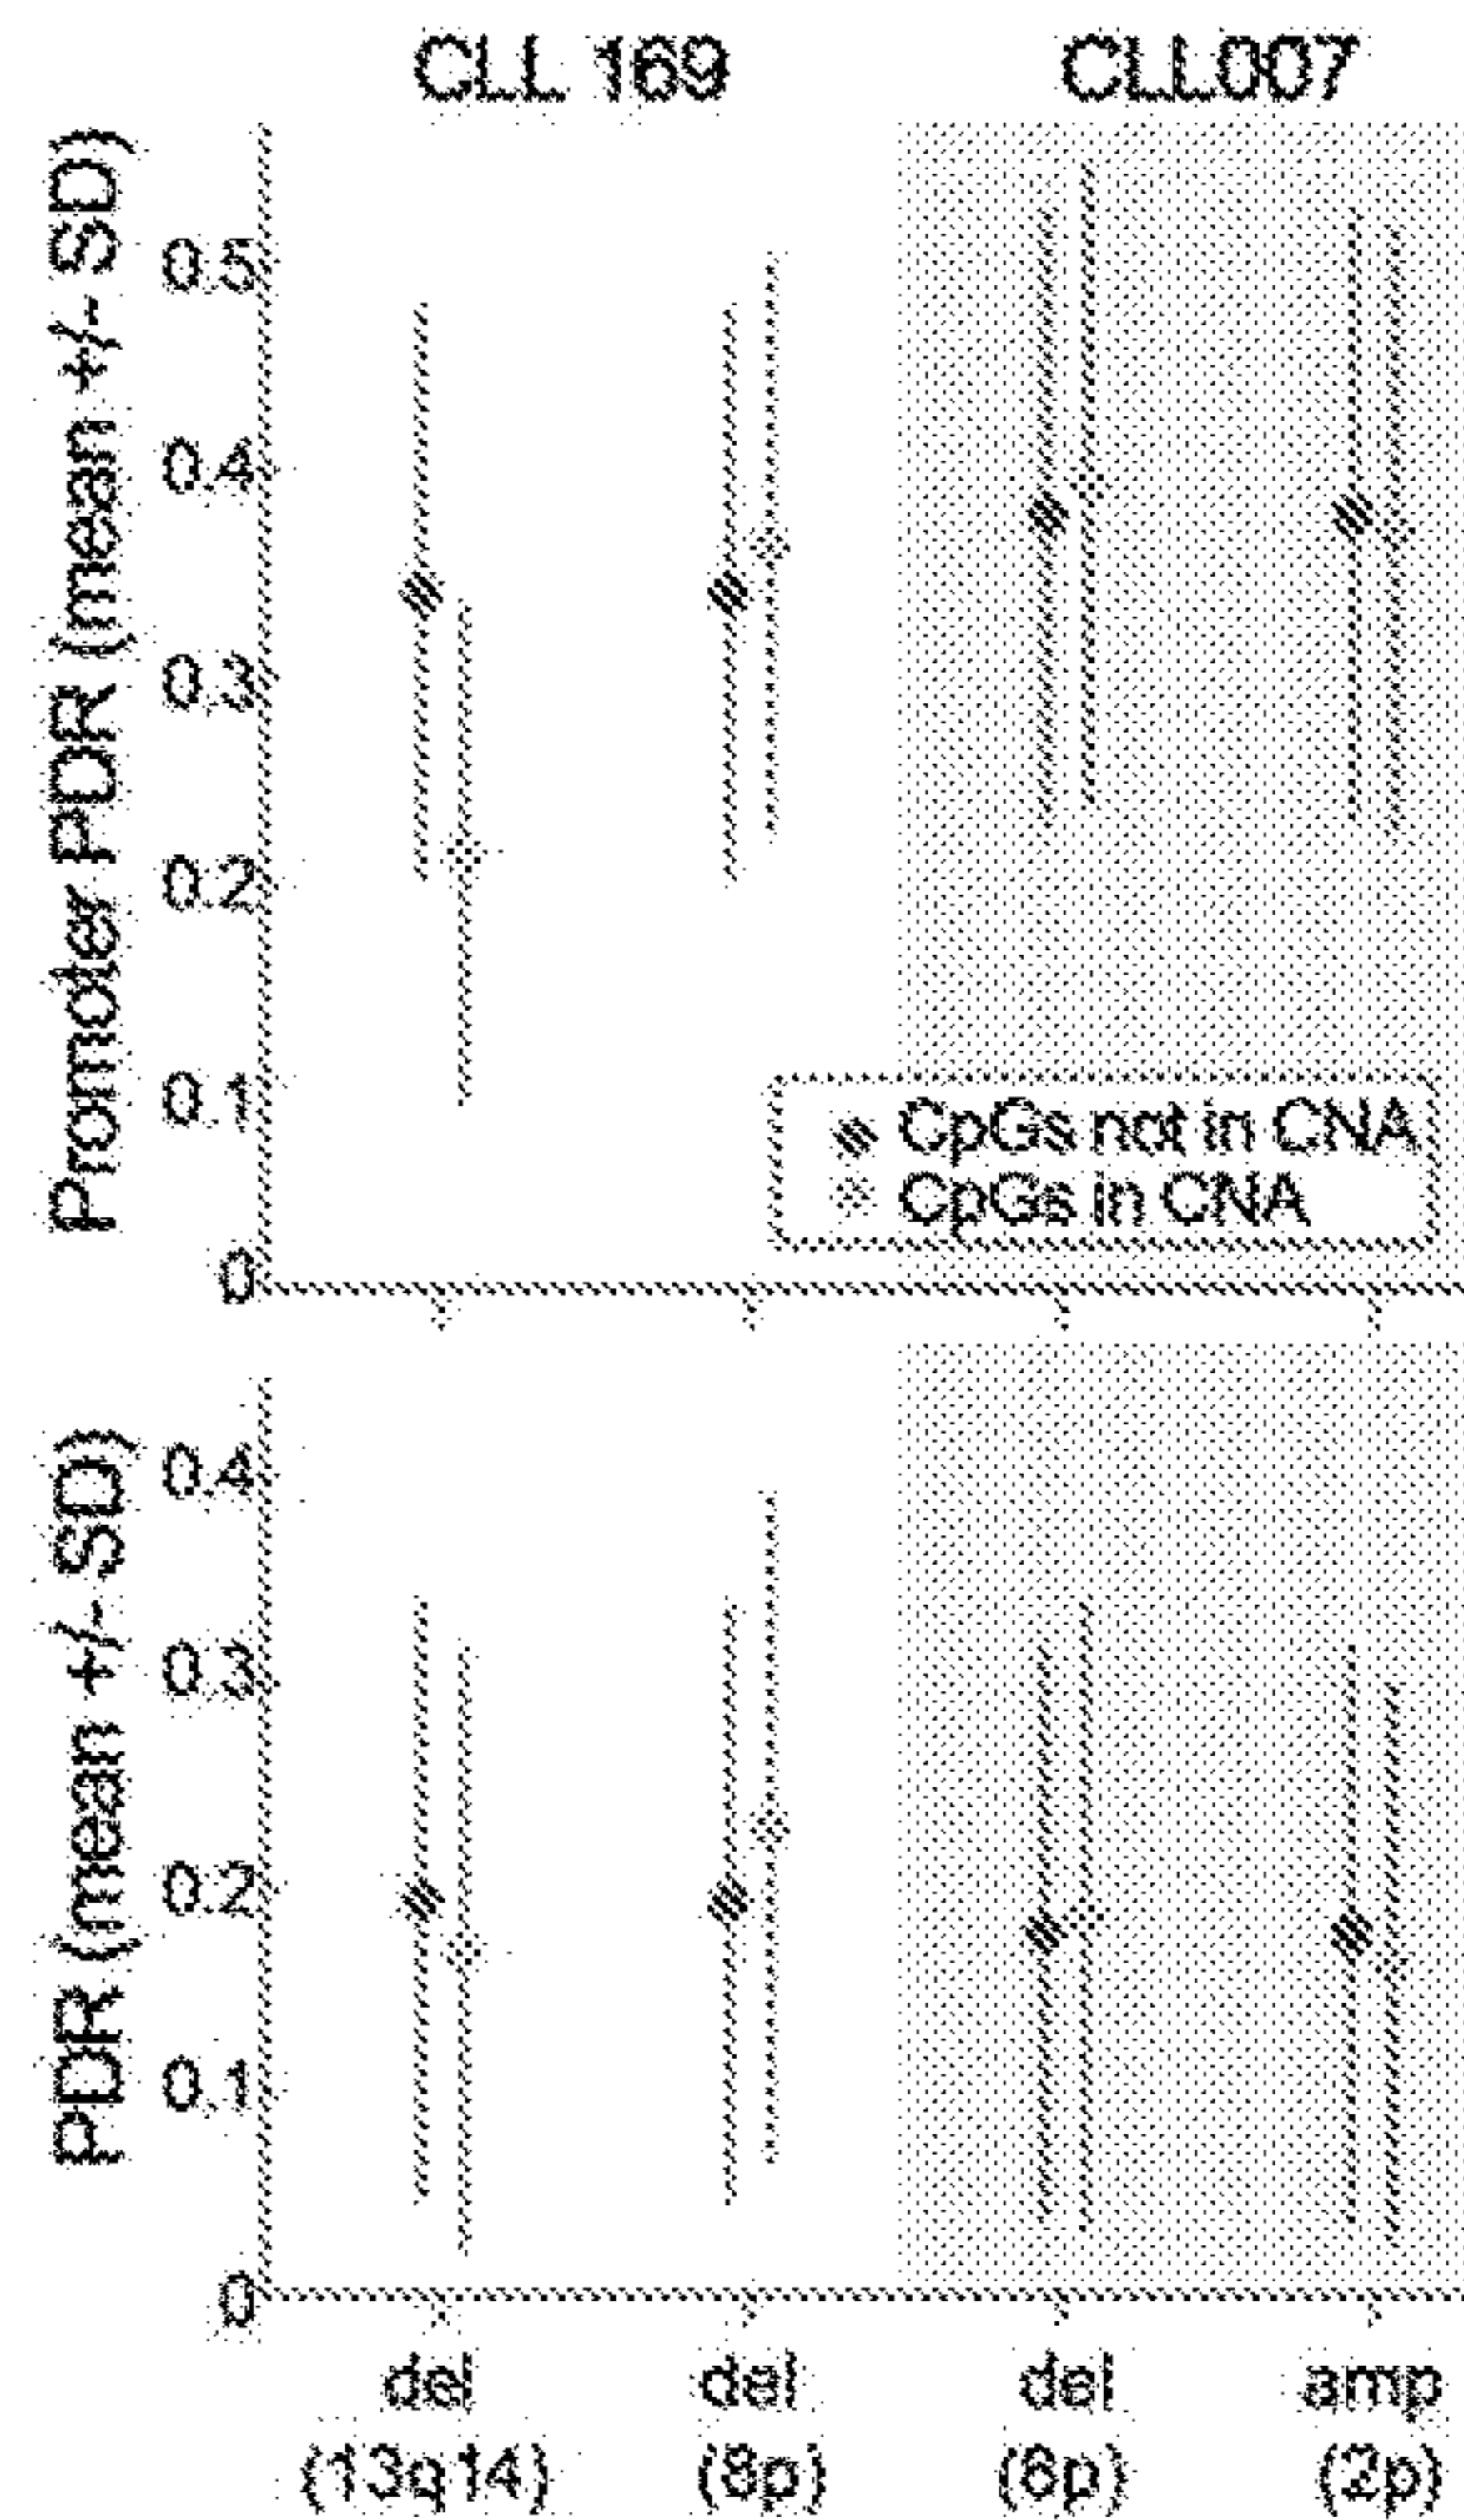 CLL 169 CLL007
Promoter PDR (mean +/- SD)
0.5
0.4
0.3
0.2
0.1
0
CpGs not in CNA
CpGs in CNA
PDR (mean +/- SD)
0.4
0.3
0.2
0.1
0
del del del amp
(13q14) (8p) (6p) (2p)